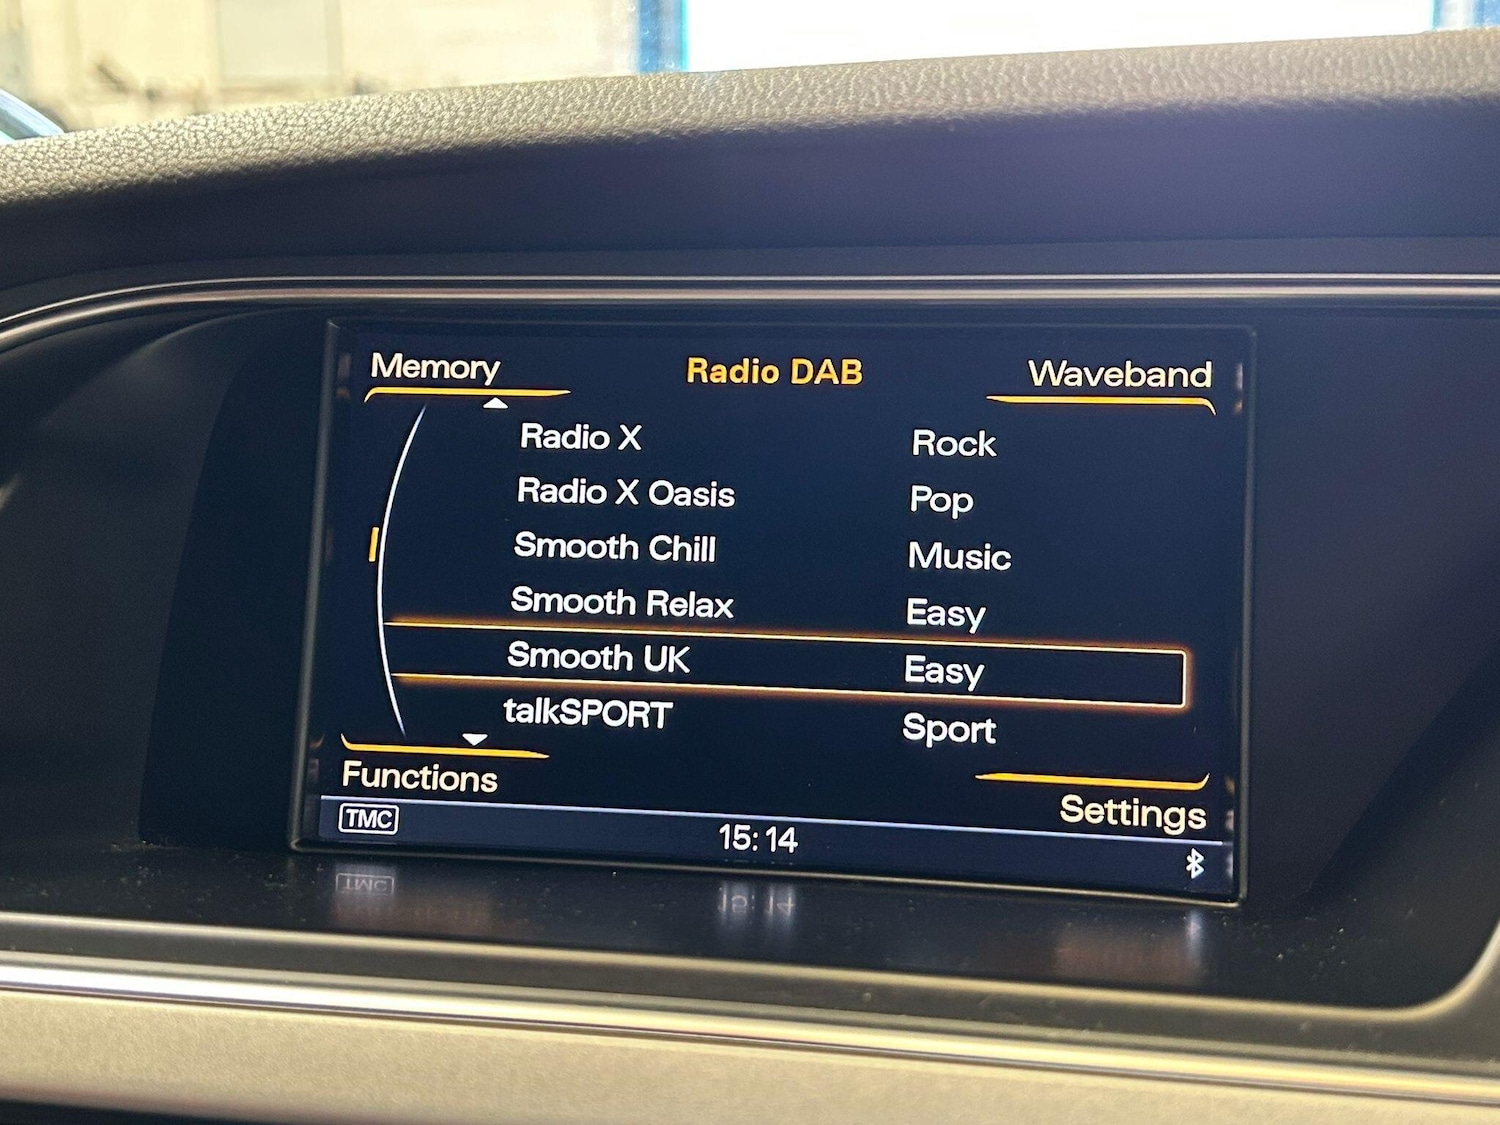 Memory Radio DAB Waveband
Radio X Rock
Radio X Oasis Pop
Smooth Chill Music
Smooth Relax Easy
Smooth UK Easy
talkSPORT Sport
Functions Settings
TMC 15:14